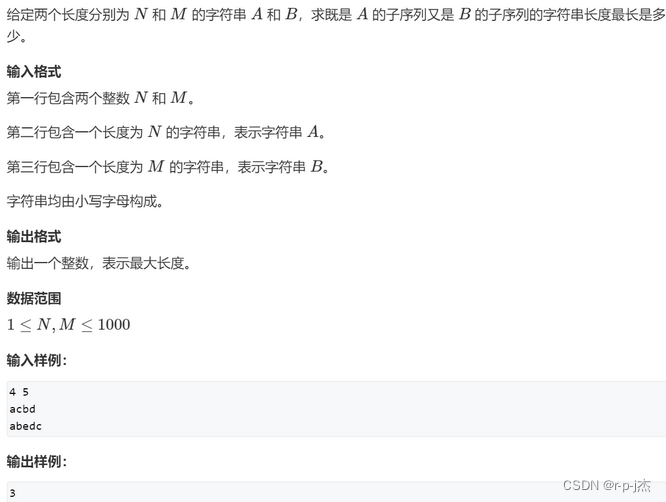 给定两个长度分别为 N 和 M 的字符串 A 和 B，求既是 A 的子序列又是 B 的子序列的字符串长度最长是多
少。
输入格式
第一行包含两个整数 N 和 M。
第二行包含一个长度为 N 的字符串，表示字符串 A。
第三行包含一个长度为 M 的字符串，表示字符串 B。
字符串均由小写字母构成。
输出格式
输出一个整数，表示最大长度。
数据范围
1 ≤ N, M ≤ 1000
输入样例：
4 5
acbd
abedc
输出样例：
3
CSDN @r-p-j杰